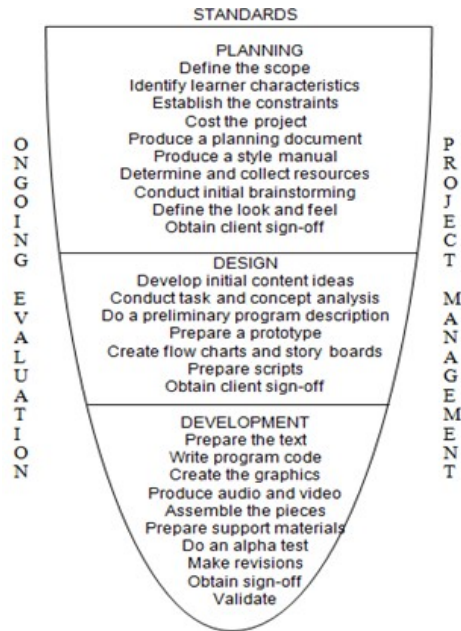 STANDARDS
PLANNING
Define the scope
Identify learner characteristics
Establish the constraints
Cost the project
Produce a planning document
Produce a style manual
Determine and collect resources
Conduct initial brainstorming
Define the look and feel
Obtain client sign-off
DESIGN
Develop initial content ideas
Conduct task and concept analysis
Do a preliminary program description
Prepare a prototype
Create flow charts and story boards
Prepare scripts
Obtain client sign-off
DEVELOPMENT
Prepare the text
Write program code
Create the graphics
Produce audio and video
Assemble the pieces
Prepare support materials
Do an alpha test
Make revisions
Obtain sign-off
Validate
ONGOING EVALUATION
PROJECT MANAGEMENT